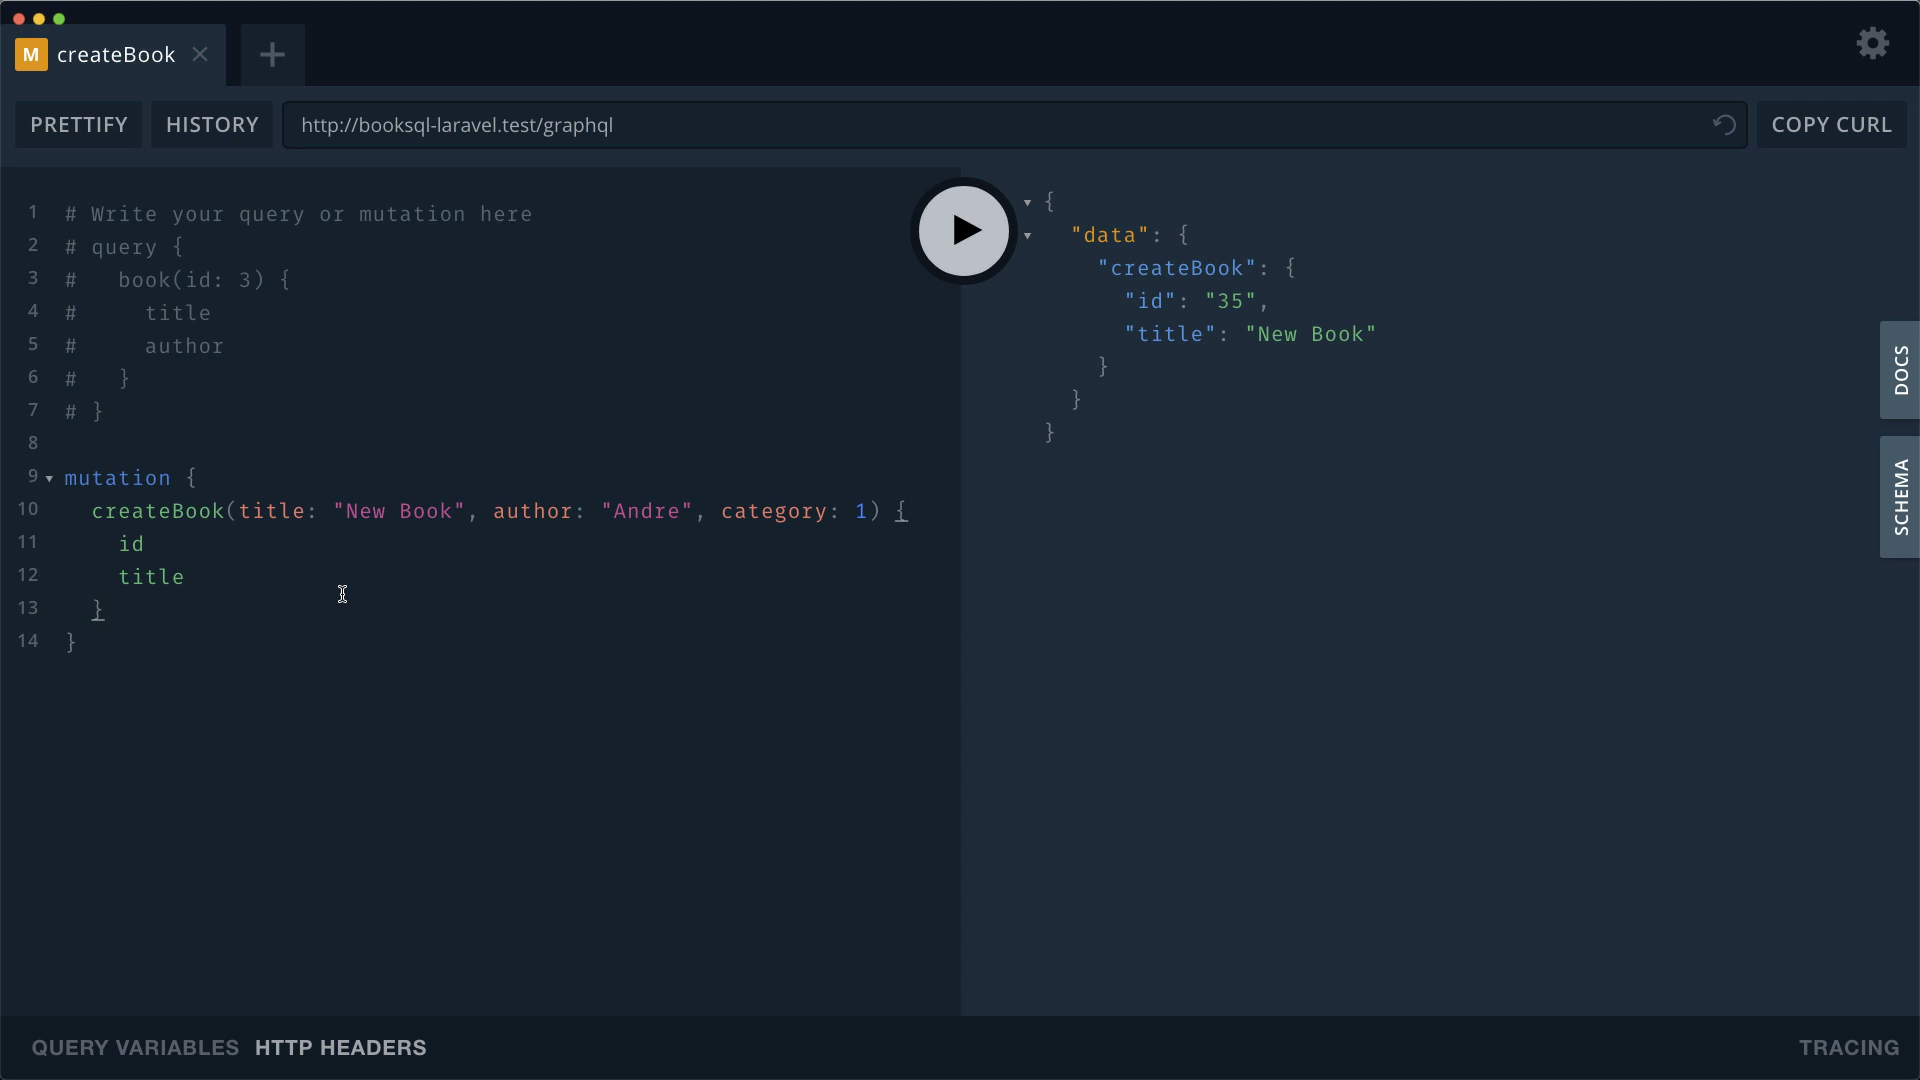 M createBook
PRETTIFY HISTORY http://booksql-laravel.test/graphql COPY CURL
1 # Write your query or mutation here
2 # query {
3 #   book(id: 3) {
4 #     title
5 #     author
6 #   }
7 # }
8
9 mutation {
10   createBook(title: "New Book", author: "Andre", category: 1) {
11     id
12     title
13   }
14 }
{
  "data": {
    "createBook": {
      "id": "35",
      "title": "New Book"
    }
  }
}
DOCS
SCHEMA
QUERY VARIABLES HTTP HEADERS TRACING